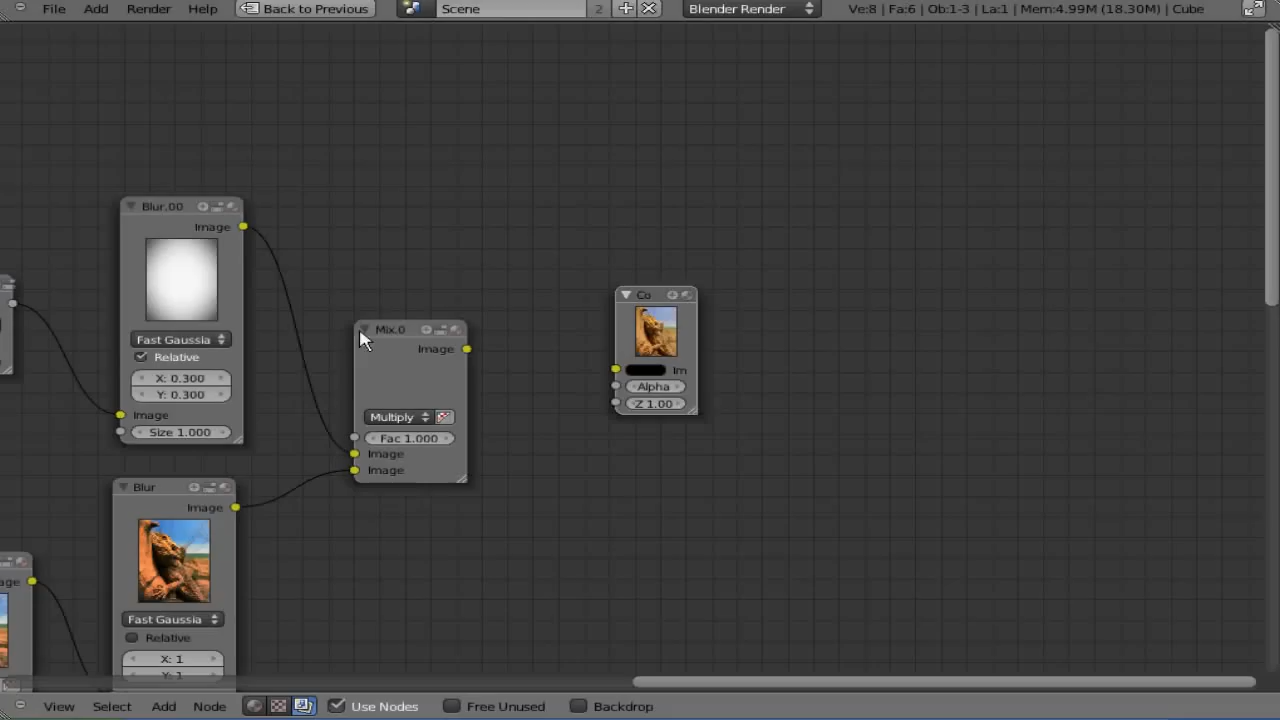 File Add Render Help Back to Previous Scene 2 Blender Render Ve:8 | Fa:6 | Ob:1-3 | La:1 | Mem:4.99M (18.30M) | Cube
Blur.00
Image
Fast Gaussia
Relative
X: 0.300
Y: 0.300
Image
Size 1.000
Mix.0
Image
Multiply
Fac 1.000
Image
Image
Co
Im
Alpha
Z 1.00
Blur
Image
Fast Gaussia
Relative
X: 1
Y: 1
age
View Select Add Node Use Nodes Free Unused Backdrop